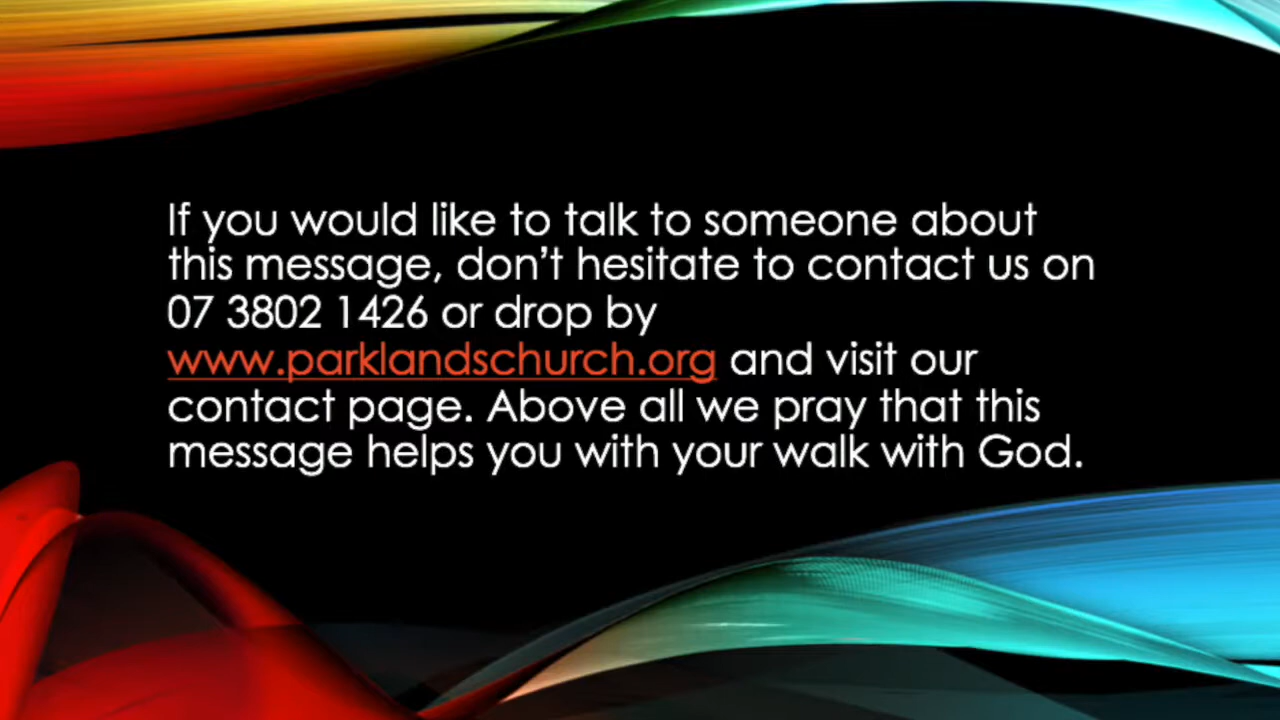 If you would like to talk to someone about
this message, don’t hesitate to contact us on
07 3802 1426 or drop by
www.parklandschurch.org and visit our
contact page. Above all we pray that this
message helps you with your walk with God.